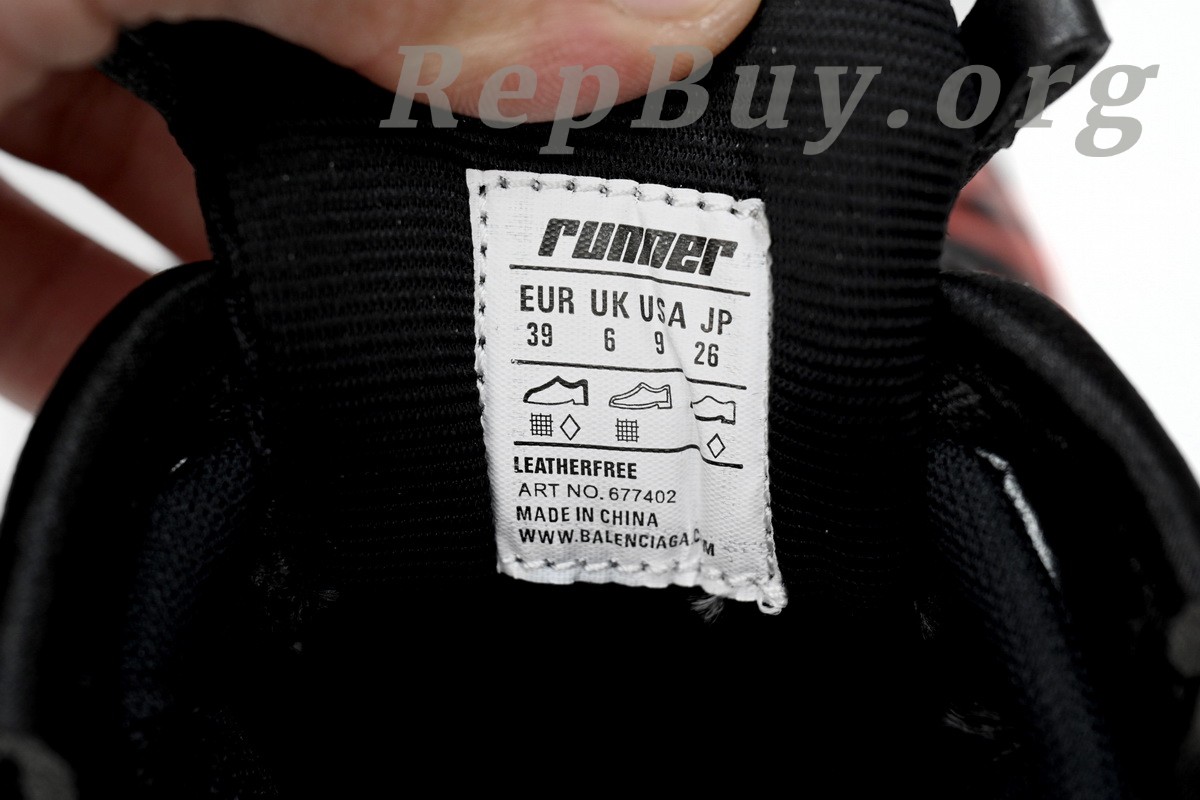 RepBuy.org
runner
EUR UK USA JP
39 6 9 26
LEATHERFREE
ART NO. 677402
MADE IN CHINA
WWW.BALENCIAGA.COM